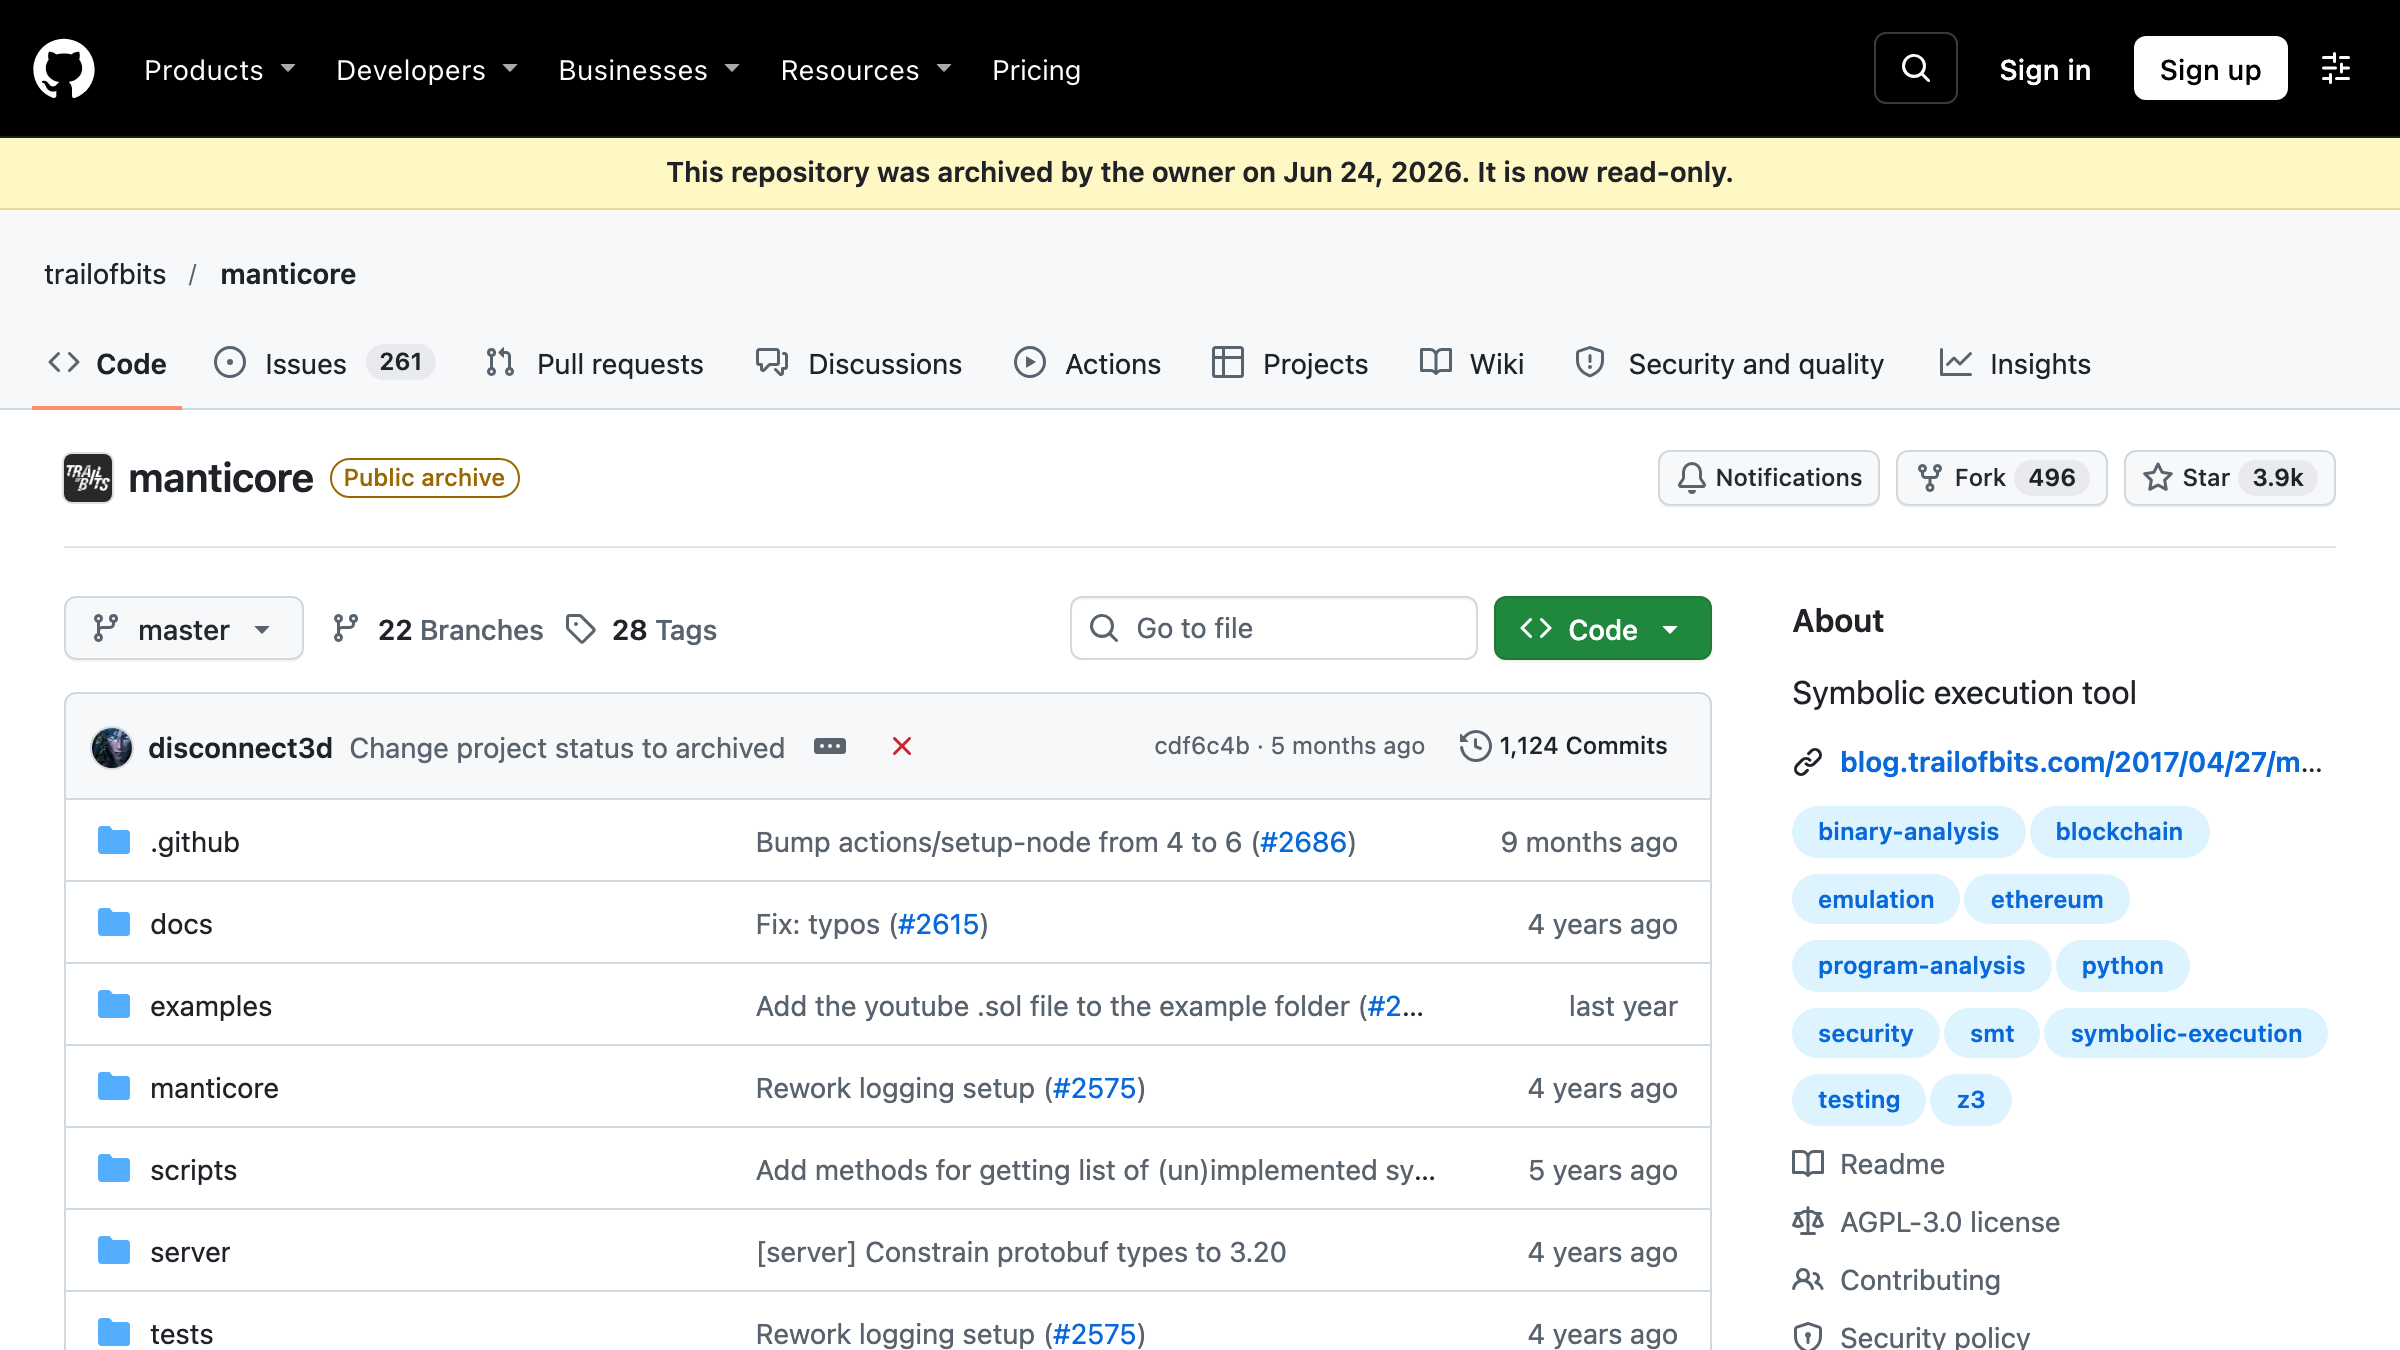 Products Developers Businesses Resources Pricing Sign in Sign up
This repository was archived by the owner on Jun 24, 2026. It is now read-only.
trailofbits / manticore
Code Issues 261 Pull requests Discussions Actions Projects Wiki Security and quality Insights
TRAIL OF BITS manticore Public archive Notifications Fork 496 Star 3.9k
master 22 Branches 28 Tags Go to file Code
disconnect3d Change project status to archived cdf6c4b · 5 months ago 1,124 Commits
.github Bump actions/setup-node from 4 to 6 (#2686) 9 months ago
docs Fix: typos (#2615) 4 years ago
examples Add the youtube .sol file to the example folder (#2... last year
manticore Rework logging setup (#2575) 4 years ago
scripts Add methods for getting list of (un)implemented sy... 5 years ago
server [server] Constrain protobuf types to 3.20 4 years ago
tests Rework logging setup (#2575) 4 years ago
About
Symbolic execution tool
blog.trailofbits.com/2017/04/27/m...
binary-analysis blockchain
emulation ethereum
program-analysis python
security smt symbolic-execution
testing z3
Readme
AGPL-3.0 license
Contributing
Security policy